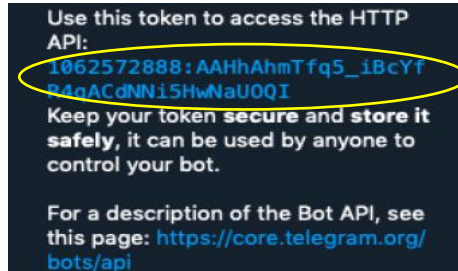 Use this token to access the HTTP
API:
1062572888:AAHhAhmTfq5_iBcYf
R4qACdNNi5HwNaUOQI
Keep your token secure and store it
safely, it can be used by anyone to
control your bot.
For a description of the Bot API, see
this page: https://core.telegram.org/
bots/api